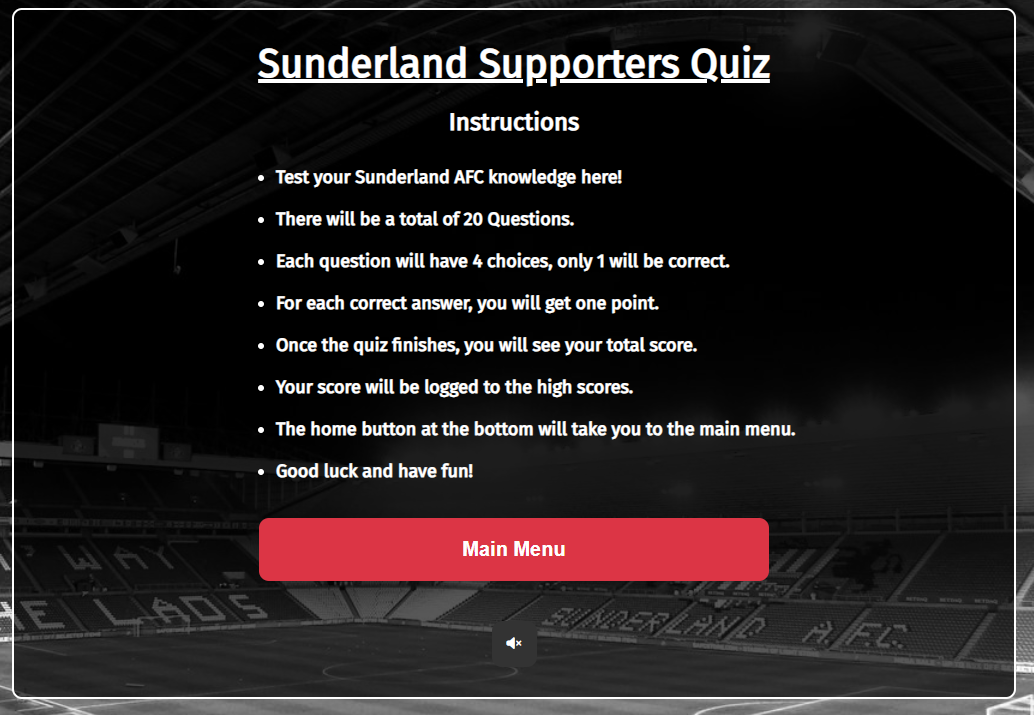 Sunderland Supporters Quiz
Instructions
Test your Sunderland AFC knowledge here!
There will be a total of 20 Questions.
Each question will have 4 choices, only 1 will be correct.
For each correct answer, you will get one point.
Once the quiz finishes, you will see your total score.
Your score will be logged to the high scores.
The home button at the bottom will take you to the main menu.
Good luck and have fun!
Main Menu
WAY
THE LADS
SUNDERLAND A.F.C.